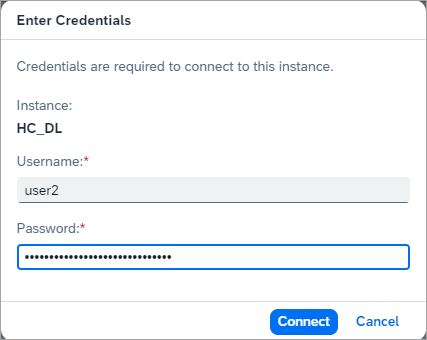 Enter Credentials
Credentials are required to connect to this instance.
Instance:
HC_DL
Username:*
user2
Password:*
••••••••••••••••••••••••••••••
Connect Cancel